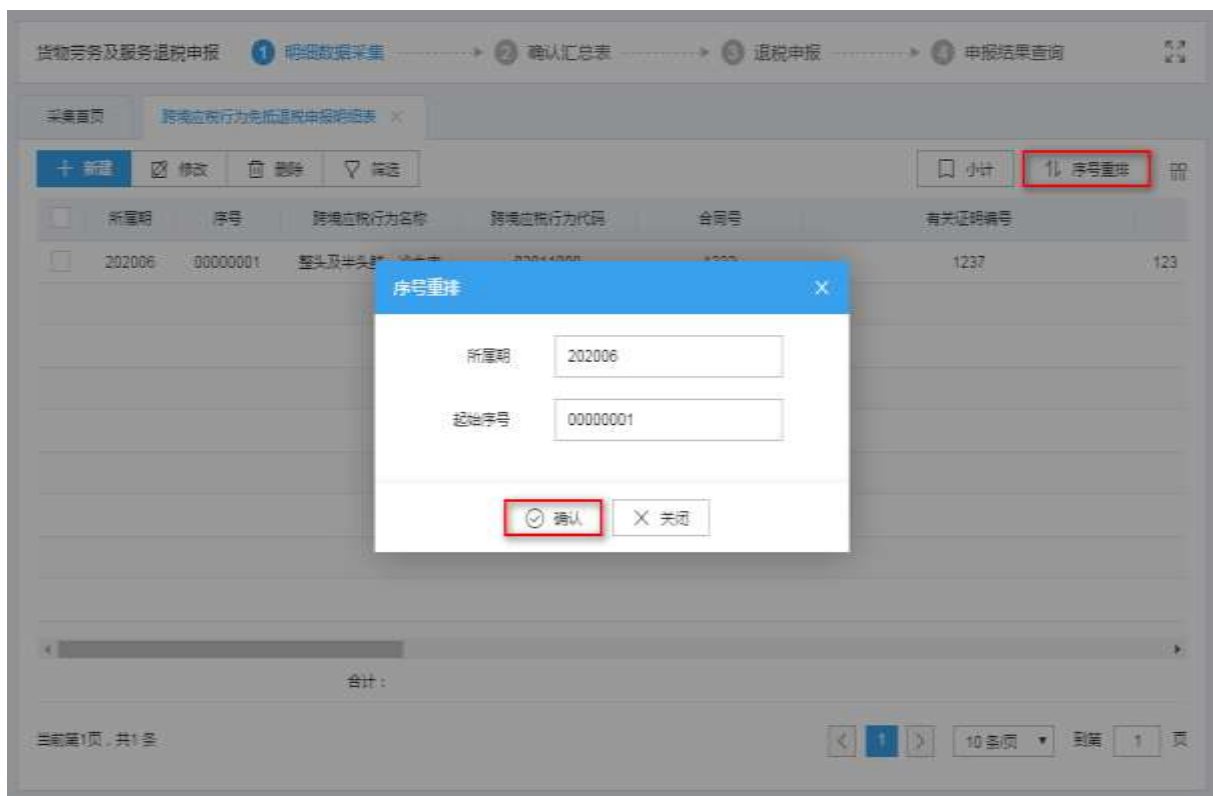 货物劳务及服务退税申报 1 明细数据采集 2 确认汇总表 3 退税申报 4 申报结果查询
采集首页 跨境应税行为免抵退税申报明细表 ×
新建 修改 删除 筛选 小计 序号重排
所属期 序号 跨境应税行为名称 跨境应税行为代码 合同号 有关证明编号
202006 00000001 整头及半头 1237 123
序号重排
所属期 202006
起始序号 00000001
确认 关闭
合计：
当前第1页，共1条 1 10 条/页 到第 1 页